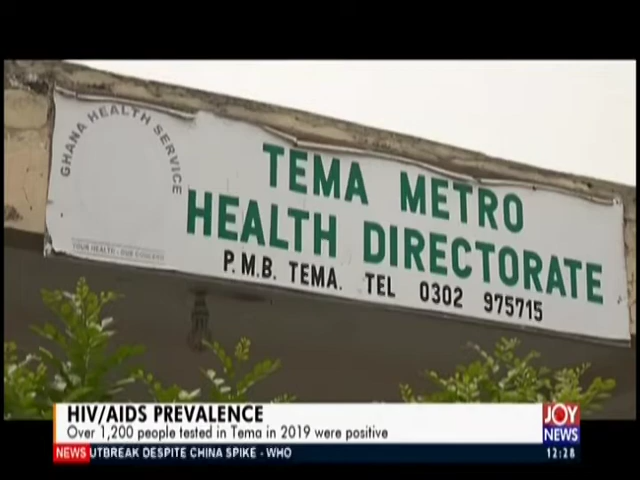 GHANA HEALTH SERVICE
YOUR HEALTH - OUR CONCERN
TEMA METRO
HEALTH DIRECTORATE
P.M.B. TEMA. TEL 0302 975715
HIV/AIDS PREVALENCE
Over 1,200 people tested in Tema in 2019 were positive
JOY
NEWS
NEWS UTBREAK DESPITE CHINA SPIKE - WHO
12:28